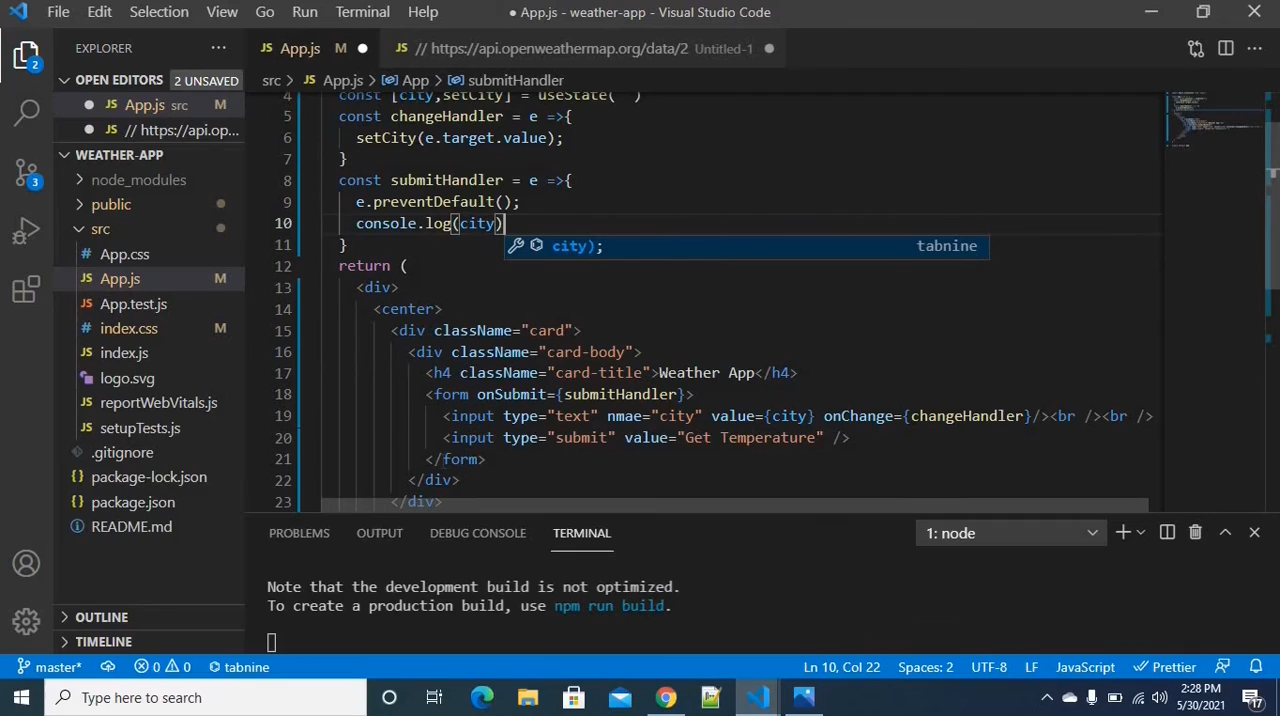 File Edit Selection View Go Run Terminal Help ● App.js - weather-app - Visual Studio Code
EXPLORER ...
JS App.js M ●
// https://api.openweathermap.org/data/2 Untitled-1 ●
OPEN EDITORS 2 UNSAVED
● JS App.js src M
● // https://api.op...
WEATHER-APP
node_modules
public
src
# App.css
JS App.js M
JS App.test.js
# index.css M
JS index.js
logo.svg
JS reportWebVitals.js
JS setupTests.js
.gitignore
{} package-lock.json
{} package.json
README.md
OUTLINE
TIMELINE
2
3
src > JS App.js > App > submitHandler
4 const [city,setCity] = useState(" ")
5 const changeHandler = e =>{
6 setCity(e.target.value);
7 }
8 const submitHandler = e =>{
9 e.preventDefault();
10 console.log(city)
city); tabnine
11 }
12 return (
13 <div>
14 <center>
15 <div className="card">
16 <div className="card-body">
17 <h4 className="card-title">Weather App</h4>
18 <form onSubmit={submitHandler}>
19 <input type="text" nmae="city" value={city} onChange={changeHandler}/><br /><br />
20 <input type="submit" value="Get Temperature" />
21 </form>
22 </div>
23 </div>
PROBLEMS OUTPUT DEBUG CONSOLE TERMINAL 1: node
Note that the development build is not optimized.
To create a production build, use npm run build.
master* 0 0 tabnine Ln 10, Col 22 Spaces: 2 UTF-8 LF JavaScript Prettier
Type here to search
2:28 PM
5/30/2021
17